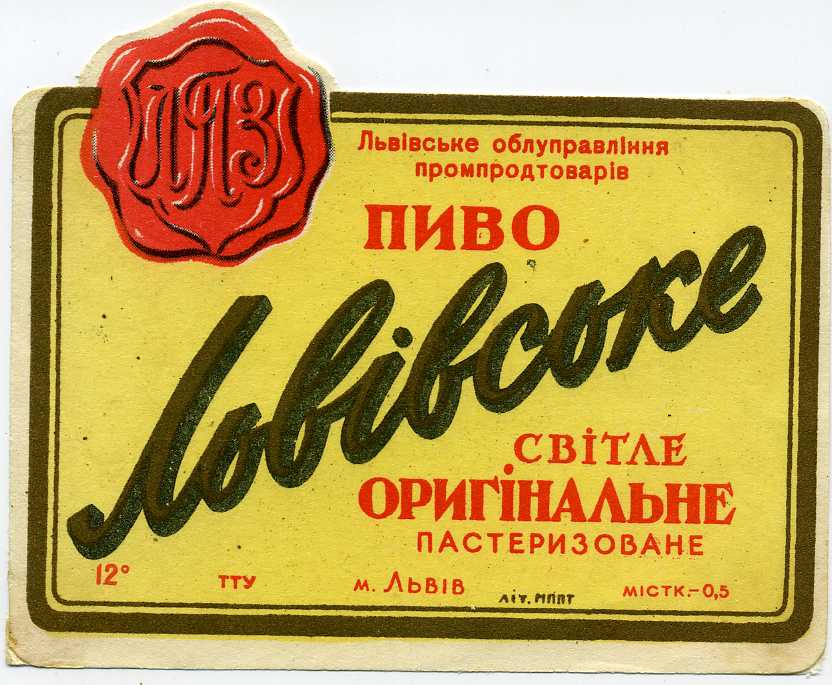 ЛПЗ
Львівське облуправління
промпродтоварів
ПИВО
Львівське
СВІТЛЕ
ОРИГІНАЛЬНЕ
ПАСТЕРИЗОВАНЕ
12° ТТУ м. Львів Літ. МППТ МІСТК.-0,5